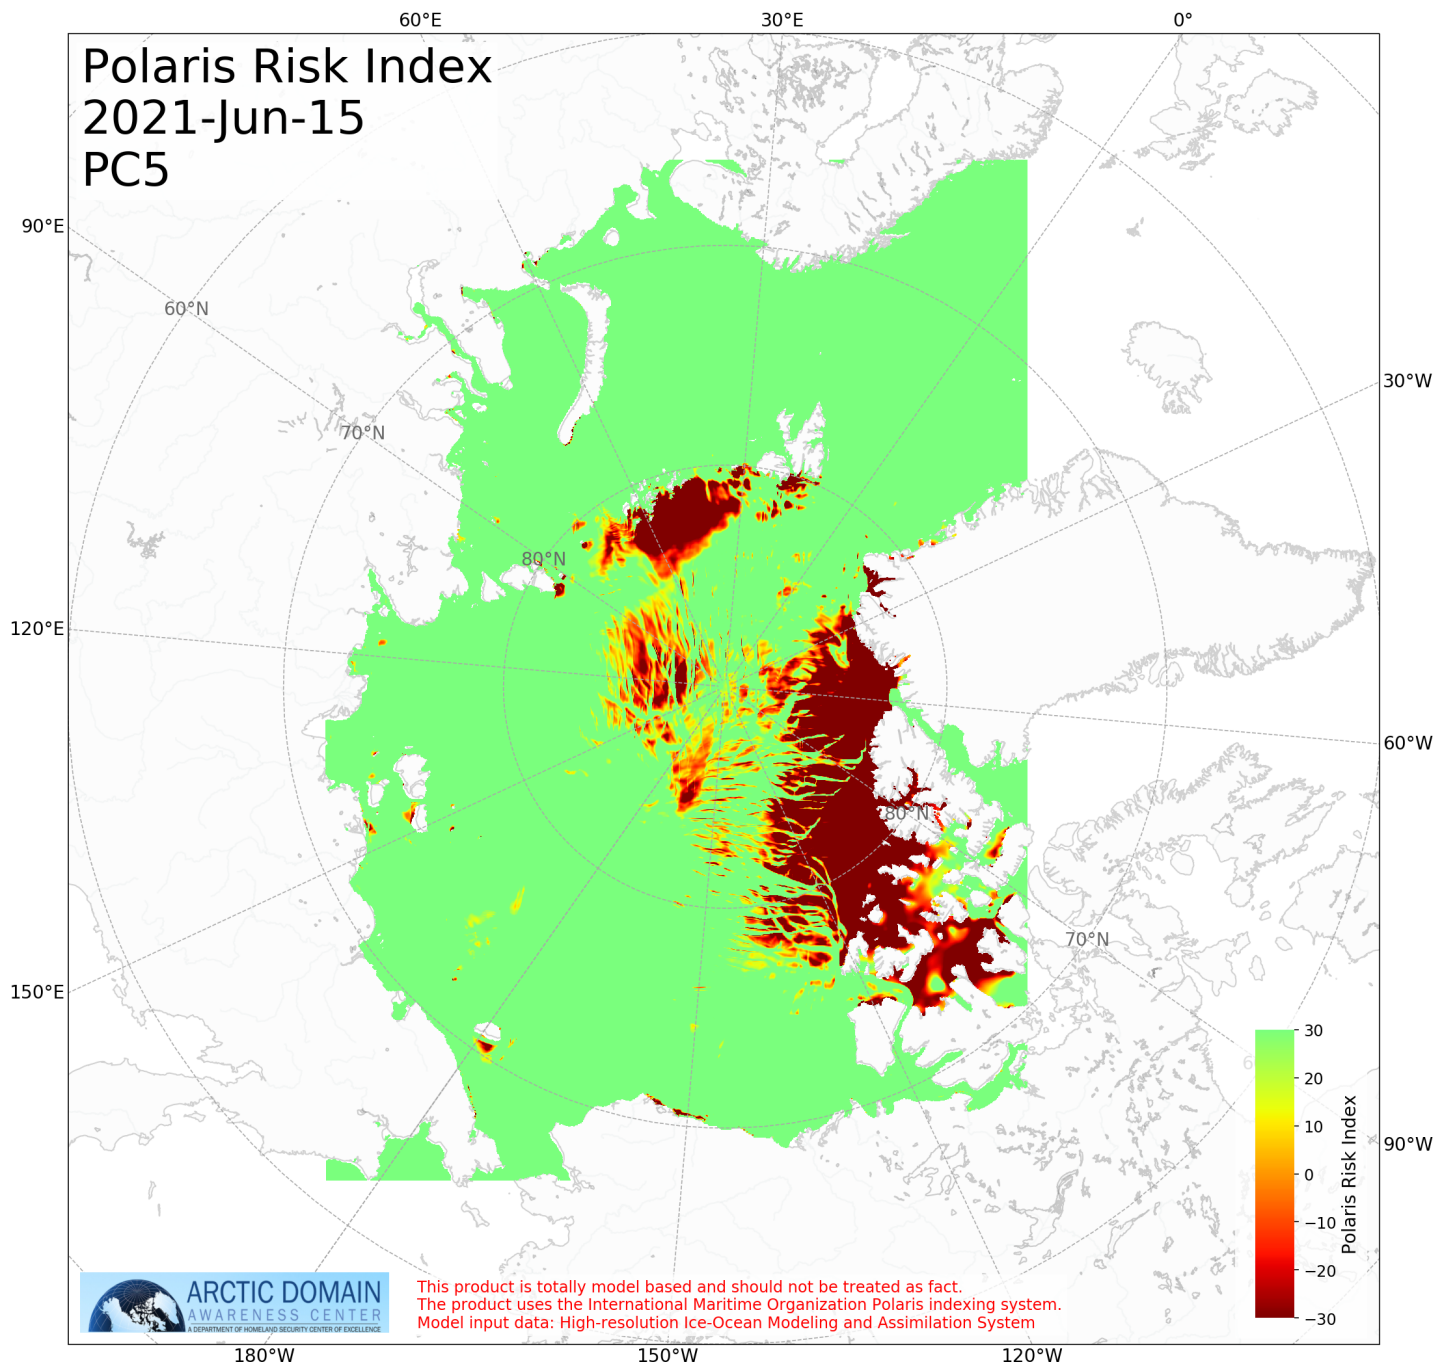 60°E 30°E 0°
Polaris Risk Index
2021-Jun-15
PC5
90°E
60°N
30°W
70°N
80°N
120°E
60°W
80°N
70°N
150°E
30
20
10
0
−10
−20
−30
Polaris Risk Index
90°W
ARCTIC DOMAIN
AWARENESS CENTER
A DEPARTMENT OF HOMELAND SECURITY CENTER OF EXCELLENCE
This product is totally model based and should not be treated as fact.
The product uses the International Maritime Organization Polaris indexing system.
Model input data: High-resolution Ice-Ocean Modeling and Assimilation System
180°W 150°W 120°W